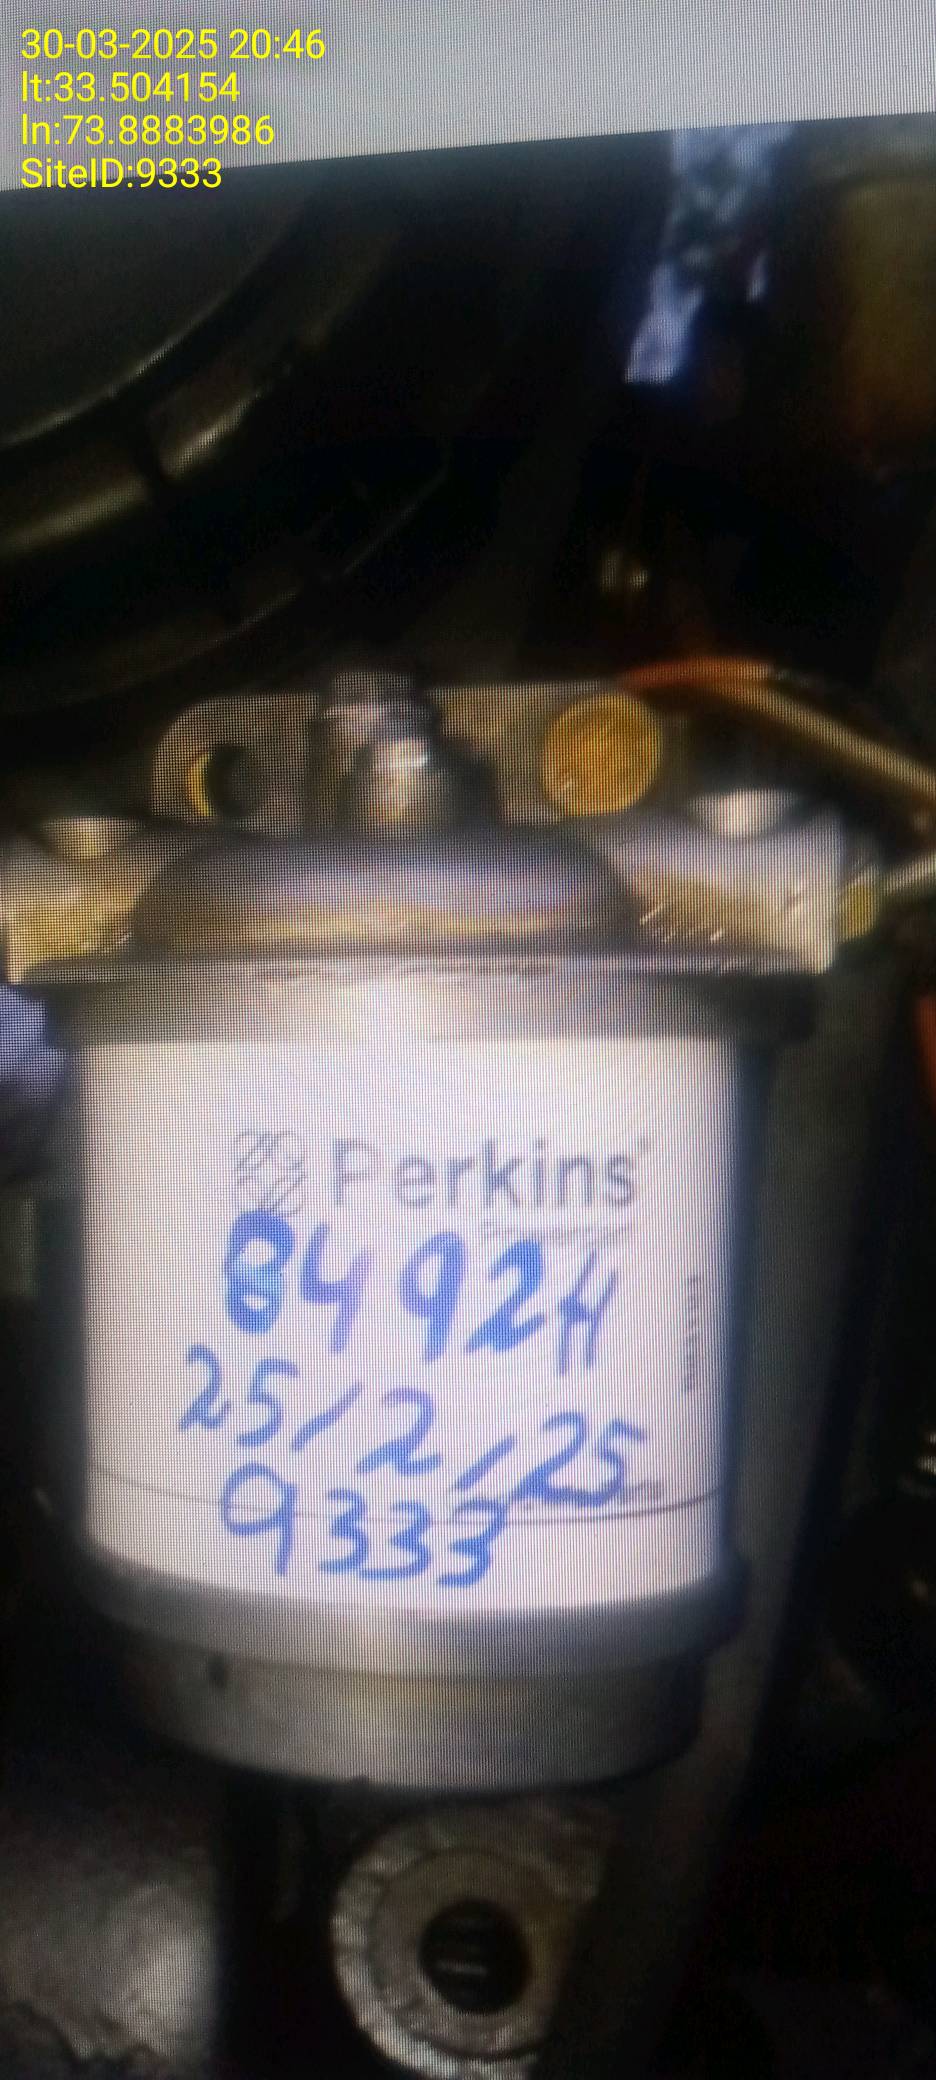 30-03-2025 20:46
lt:33.504154
ln:73.8883986
SiteID:9333
Perkins
8492H
25/2/25
9333